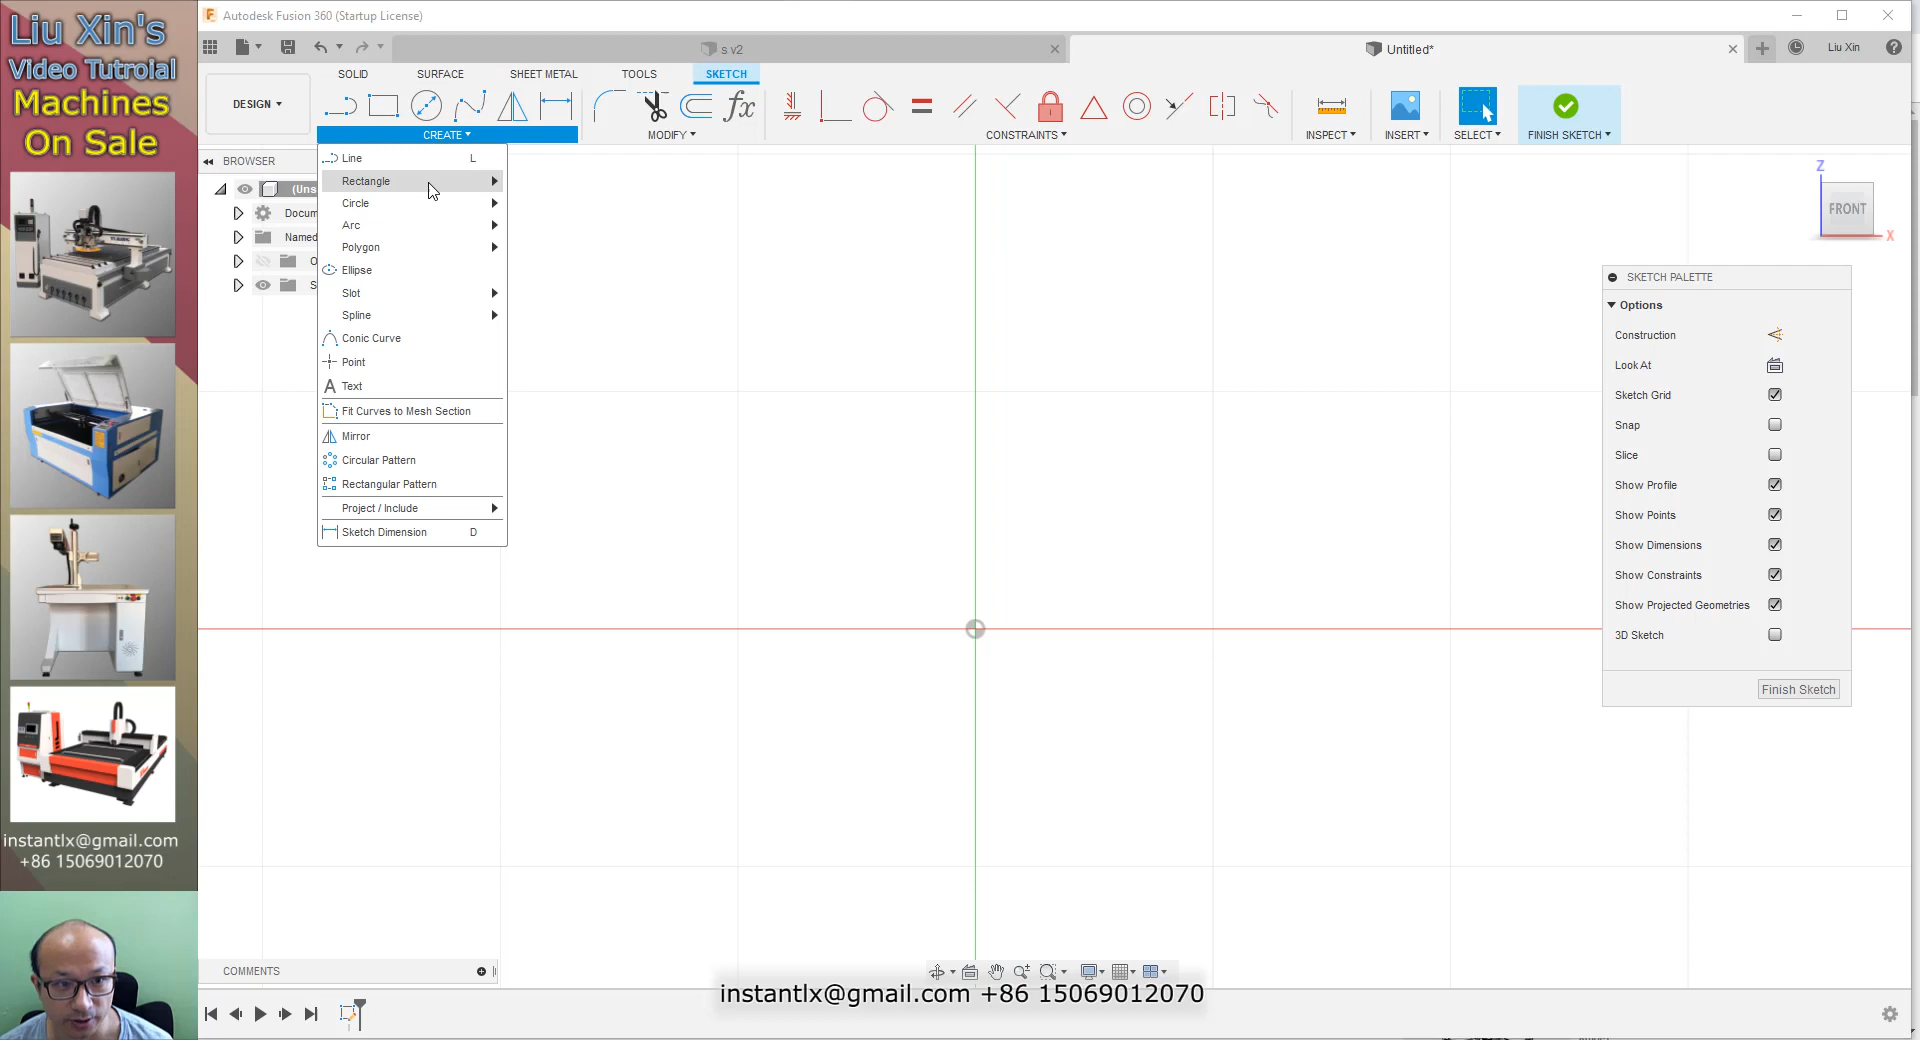 Liu Xin's
Video Tutroial
Machines
On Sale
instantlx@gmail.com
+86 15069012070
Autodesk Fusion 360 (Startup License)
s v2
Untitled*
Liu Xin
SOLID
SURFACE
SHEET METAL
TOOLS
SKETCH
DESIGN
CREATE
MODIFY
CONSTRAINTS
INSPECT
INSERT
SELECT
FINISH SKETCH
BROWSER
(Uns
Docum
Named
O
S
Line L
Rectangle
Circle
Arc
Polygon
Ellipse
Slot
Spline
Conic Curve
Point
Text
Fit Curves to Mesh Section
Mirror
Circular Pattern
Rectangular Pattern
Project / Include
Sketch Dimension D
Z
FRONT
X
SKETCH PALETTE
Options
Construction
Look At
Sketch Grid
Snap
Slice
Show Profile
Show Points
Show Dimensions
Show Constraints
Show Projected Geometries
3D Sketch
Finish Sketch
COMMENTS
instantlx@gmail.com +86 15069012070